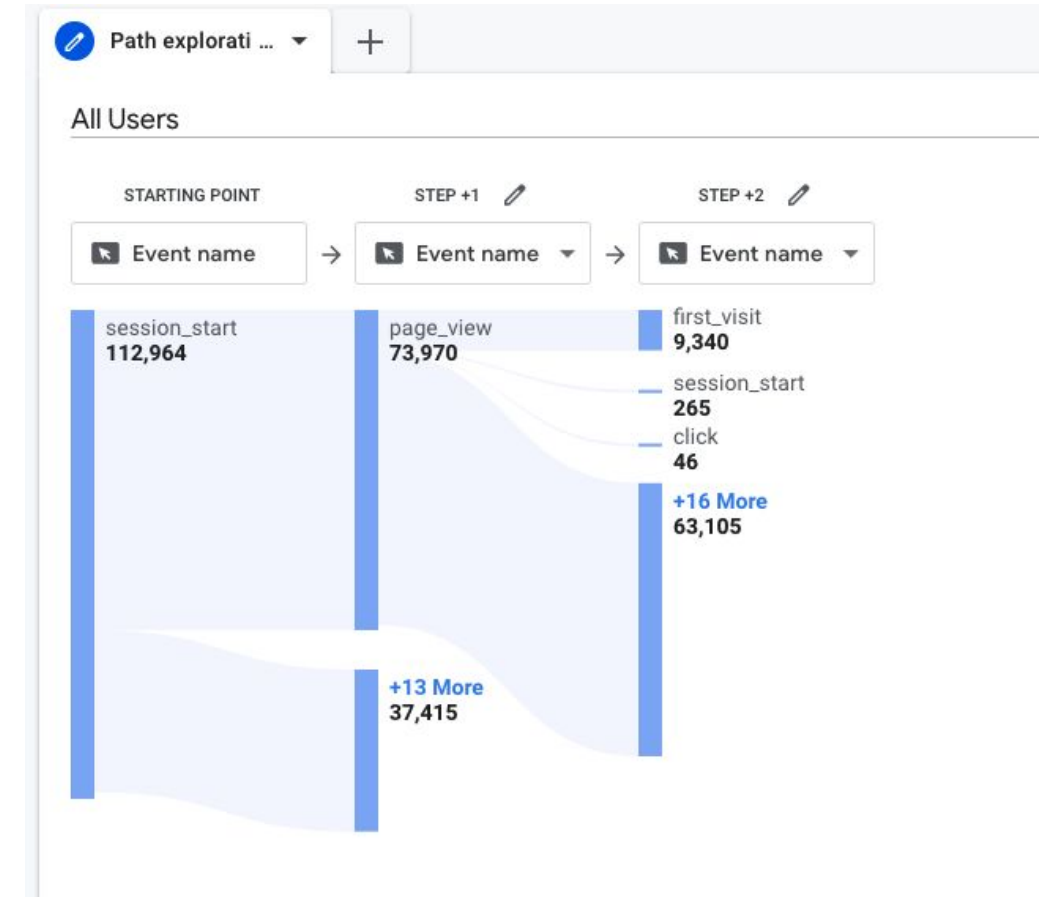 Path explorati ...
All Users
STARTING POINT
STEP +1
STEP +2
Event name
Event name
Event name
session_start
112,964
page_view
73,970
+13 More
37,415
first_visit
9,340
session_start
265
click
46
+16 More
63,105